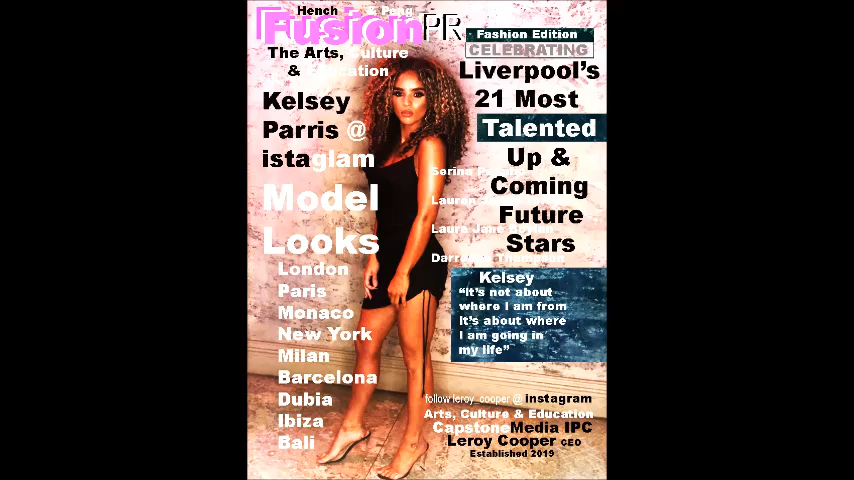 Hench & Peng
Fusion PR
The Arts, Culture
& Education
Kelsey
Parris @
istaglam
Model
Looks
London
Paris
Monaco
New York
Milan
Barcelona
Dubia
Ibiza
Bali
Fashion Edition
CELEBRATING
Liverpool's
21 Most
Talented
Up &
Coming
Future
Stars
Serina
Lauren
Laura Jane
Thompson
Kelsey
"it's not about
where I am from
it's about where
I am going in
my life"
follow leroy_cooper @ instagram
Arts, Culture & Education
CapstoneMedia IPC
Leroy Cooper CEO
Established 2019